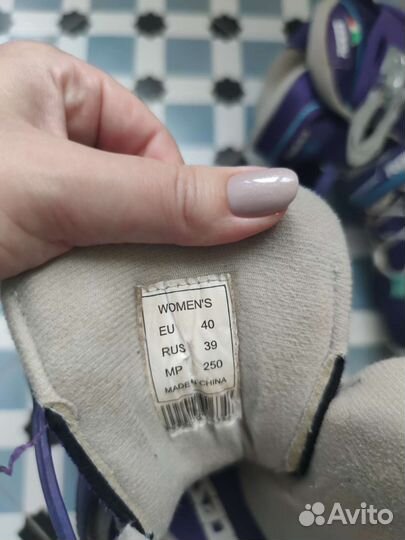 WOMEN'S
EU 40
RUS 39
MP 250
MADE IN CHINA
Avito